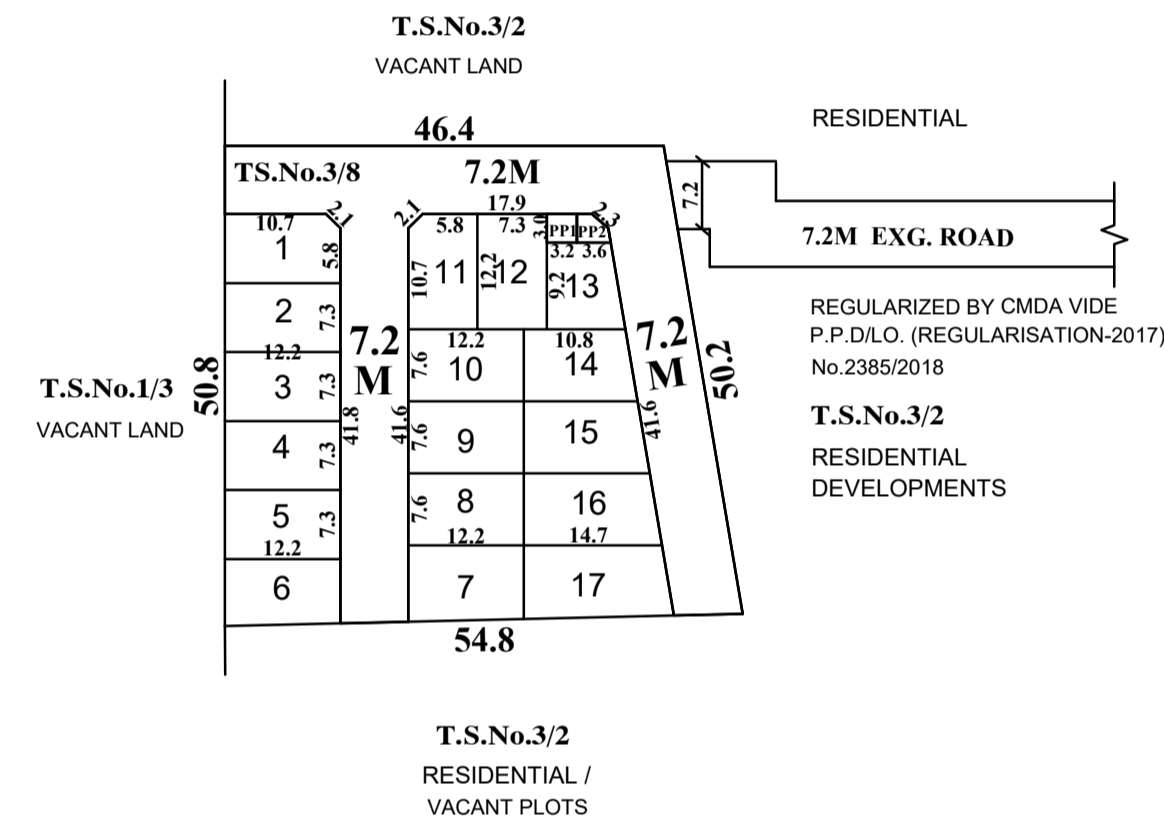 T.S.No.3/2
VACANT LAND
RESIDENTIAL
46.4
TS.No.3/8
7.2M
7.2
7.2M EXG. ROAD
10.7
2.1
2.1
17.9
2.3
1
5.8
5.8
7.3
3.0
PP1
PP2
3.2
3.6
10.7
11
12.2
12
9.2
13
2
7.3
REGULARIZED BY CMDA VIDE
P.P.D/LO. (REGULARISATION-2017)
No.2385/2018
12.2
7.2
M
12.2
10.8
7.2
M
50.2
T.S.No.1/3
VACANT LAND
50.8
3
7.3
7.6
10
14
T.S.No.3/2
RESIDENTIAL
DEVELOPMENTS
4
7.3
41.8
41.6
7.6
9
15
41.6
5
7.3
7.6
8
16
12.2
12.2
14.7
6
7
17
54.8
T.S.No.3/2
RESIDENTIAL /
VACANT PLOTS